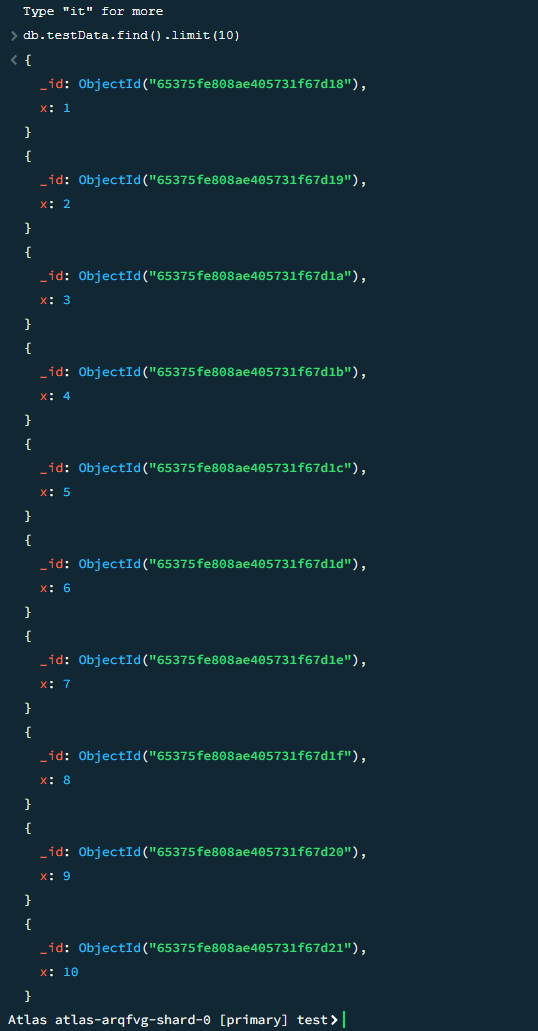 Type "it" for more
> db.testData.find().limit(10)
< {
_id: ObjectId("65375fe808ae405731f67d18"),
x: 1
}
{
_id: ObjectId("65375fe808ae405731f67d19"),
x: 2
}
{
_id: ObjectId("65375fe808ae405731f67d1a"),
x: 3
}
{
_id: ObjectId("65375fe808ae405731f67d1b"),
x: 4
}
{
_id: ObjectId("65375fe808ae405731f67d1c"),
x: 5
}
{
_id: ObjectId("65375fe808ae405731f67d1d"),
x: 6
}
{
_id: ObjectId("65375fe808ae405731f67d1e"),
x: 7
}
{
_id: ObjectId("65375fe808ae405731f67d1f"),
x: 8
}
{
_id: ObjectId("65375fe808ae405731f67d20"),
x: 9
}
{
_id: ObjectId("65375fe808ae405731f67d21"),
x: 10
}
Atlas atlas-arqfvg-shard-0 [primary] test>